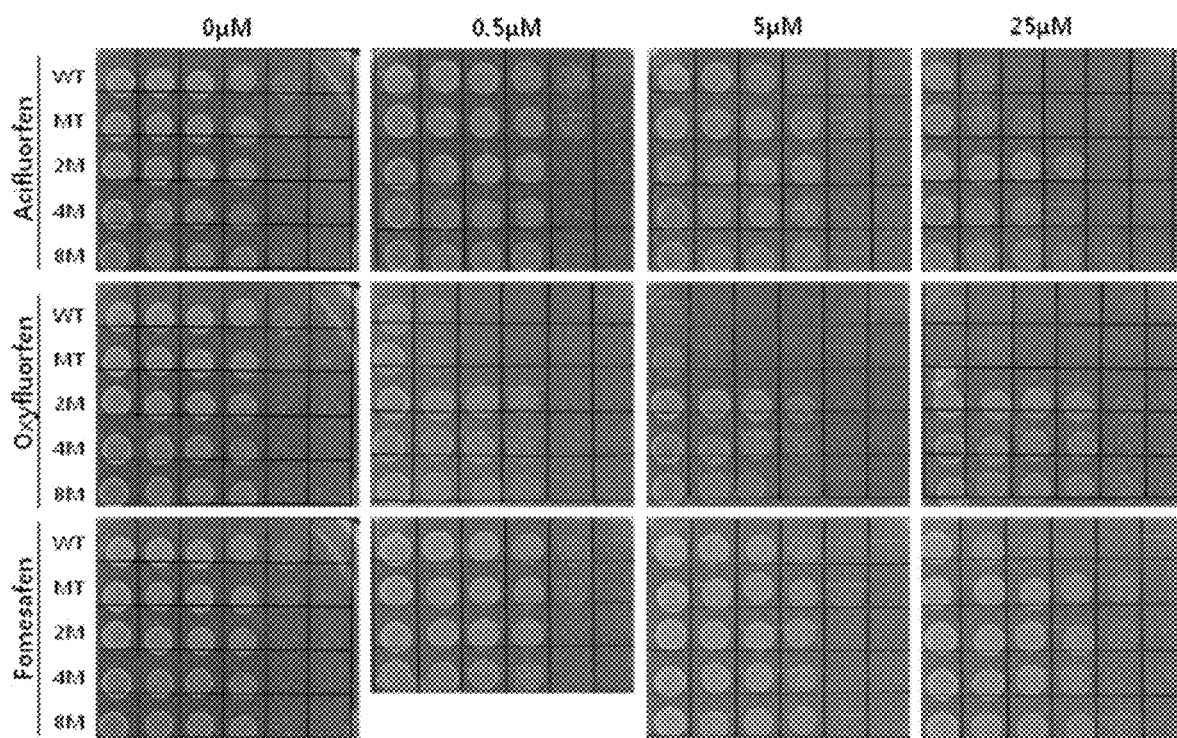 0µM 0.5µM 5µM 25µM
Acifluorfen
WT
MT
2M
4M
8M
Oxyfluorfen
WT
MT
2M
4M
8M
Fomesafen
WT
MT
2M
4M
8M